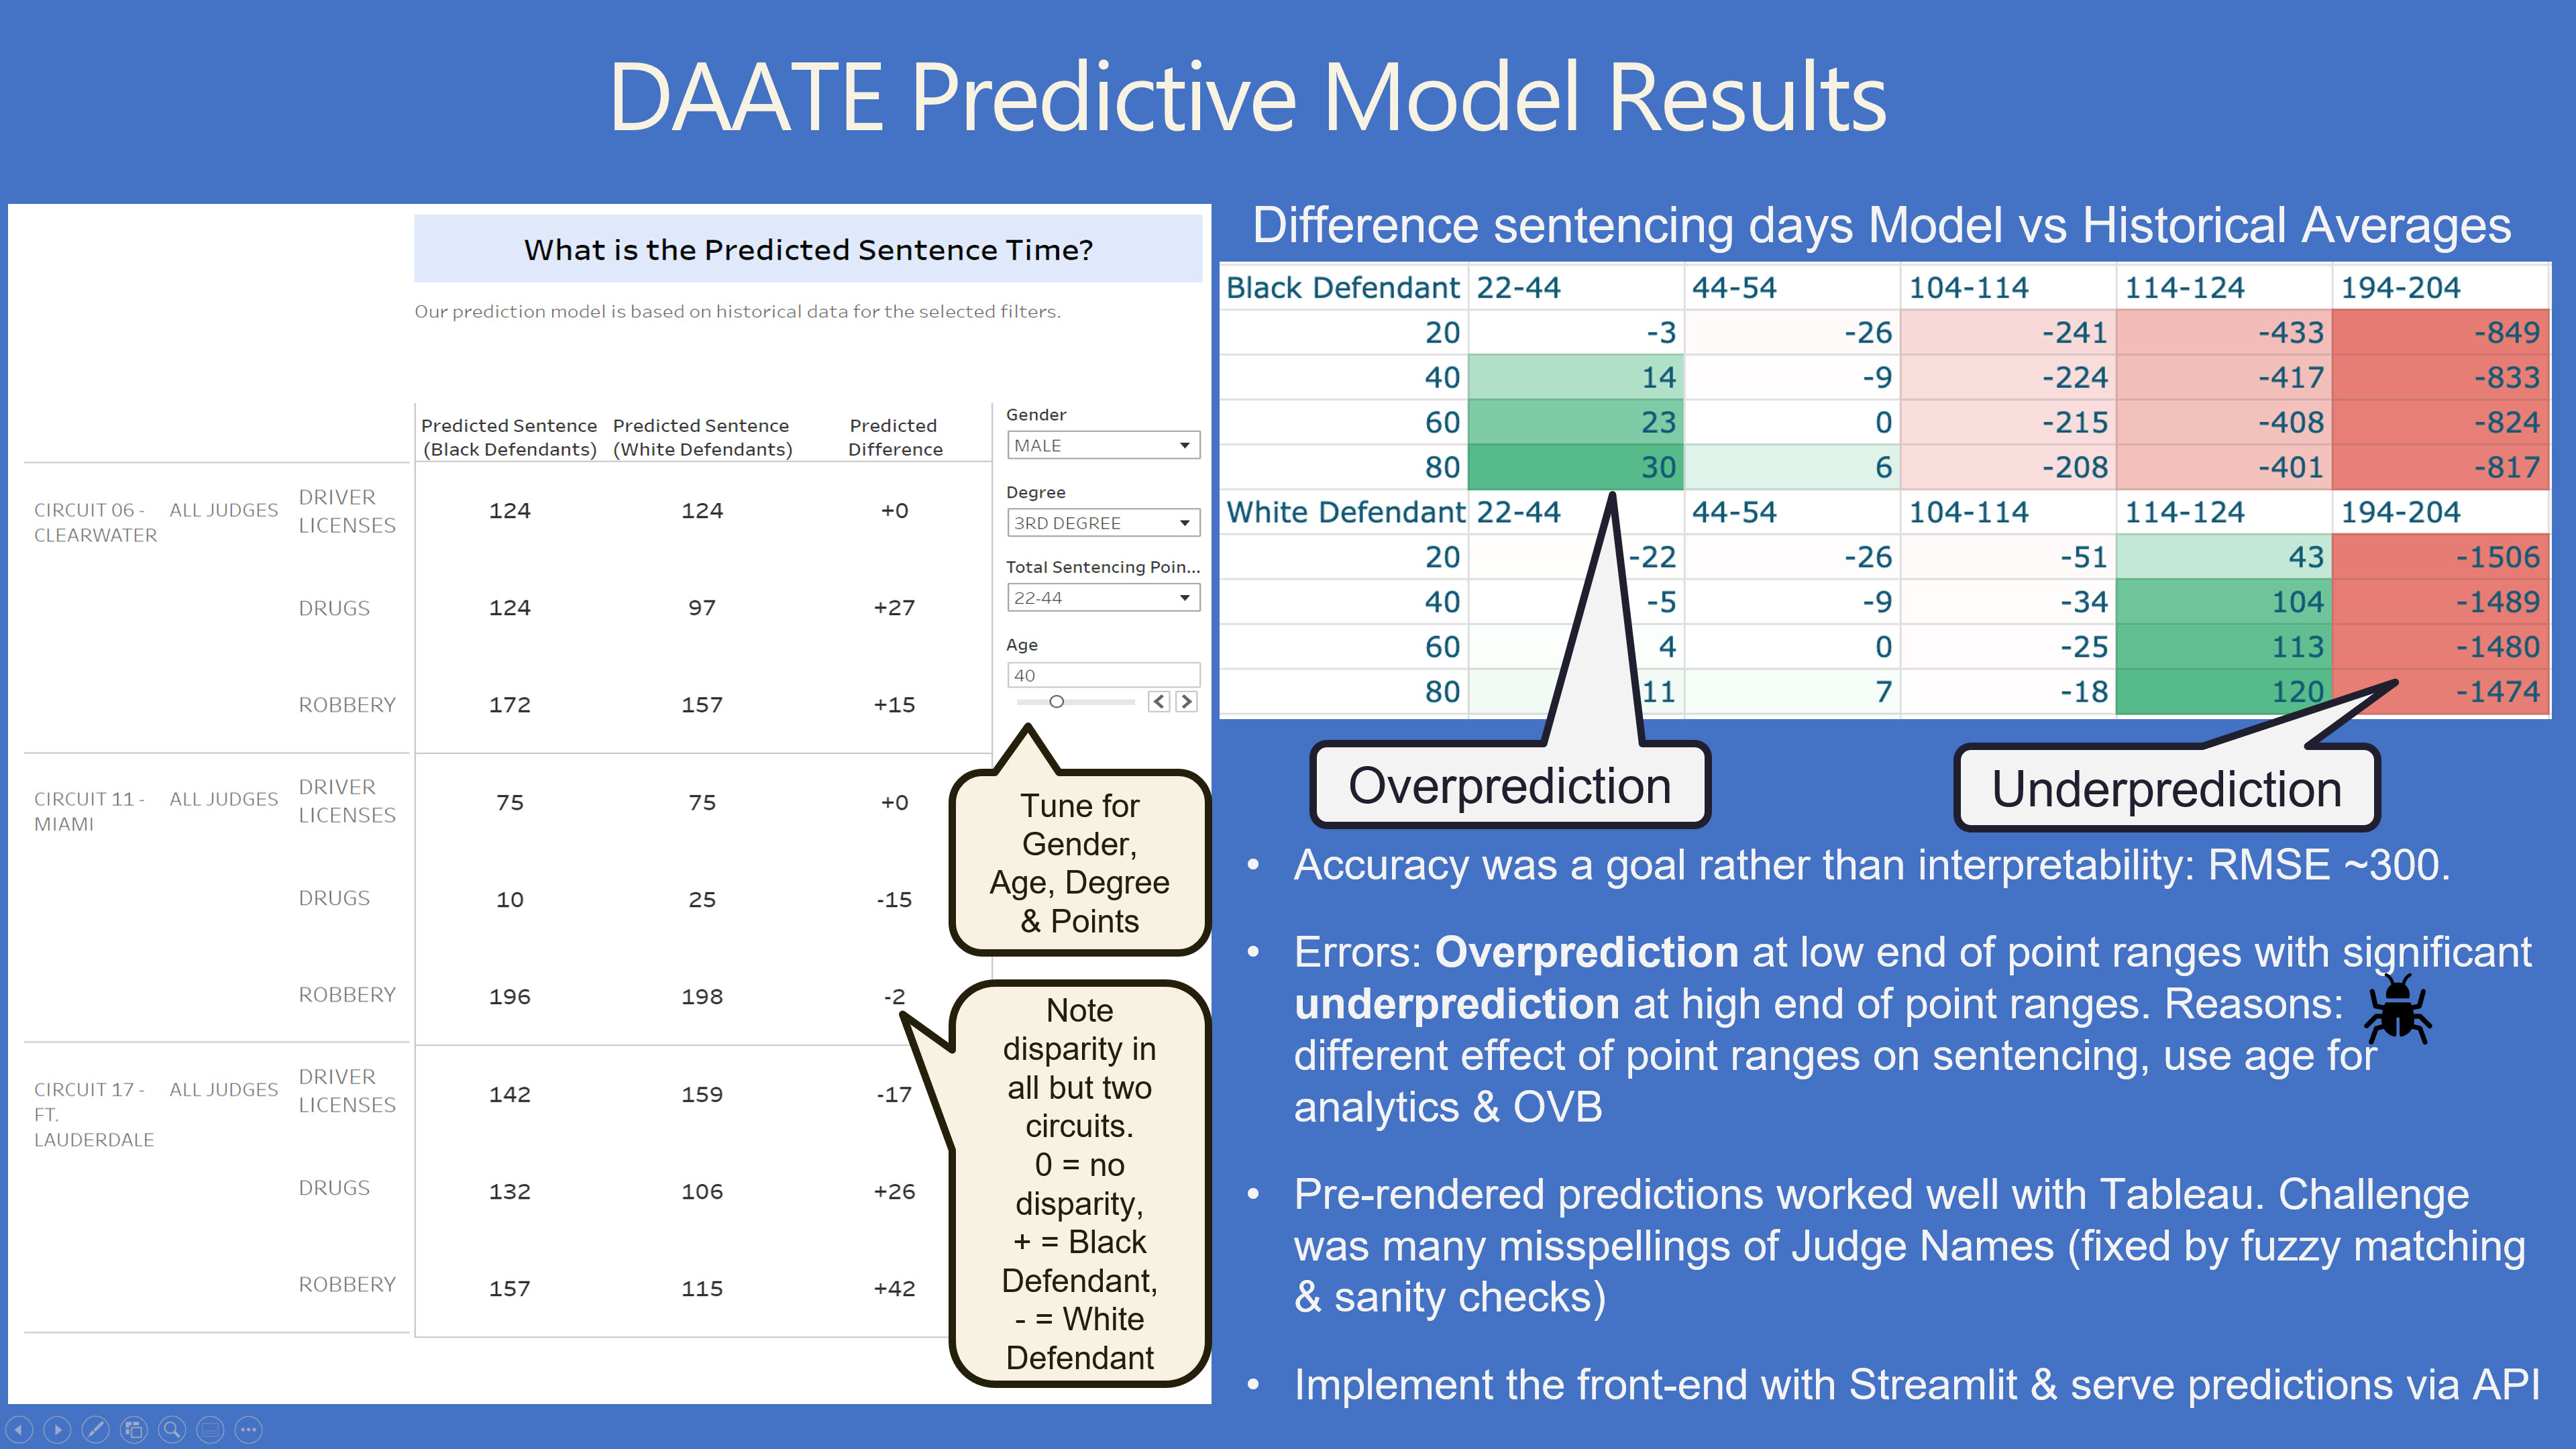 DAATE Predictive Model Results
What is the Predicted Sentence Time?
Our prediction model is based on historical data for the selected filters.
Predicted Sentence (Black Defendants) Predicted Sentence (White Defendants) Predicted Difference
CIRCUIT 06 - CLEARWATER ALL JUDGES DRIVER LICENSES 124 124 +0
DRUGS 124 97 +27
ROBBERY 172 157 +15
CIRCUIT 11 - MIAMI ALL JUDGES DRIVER LICENSES 75 75 +0
DRUGS 10 25 -15
ROBBERY 196 198 -2
CIRCUIT 17 - FT. LAUDERDALE ALL JUDGES DRIVER LICENSES 142 159 -17
DRUGS 132 106 +26
ROBBERY 157 115 +42
Gender
MALE
Degree
3RD DEGREE
Total Sentencing Poin...
22-44
Age
40
Tune for
Gender,
Age, Degree
& Points
Note
disparity in
all but two
circuits.
0 = no
disparity,
+ = Black
Defendant,
- = White
Defendant
Difference sentencing days Model vs Historical Averages
Black Defendant 22-44 44-54 104-114 114-124 194-204
20 -3 -26 -241 -433 -849
40 14 -9 -224 -417 -833
60 23 0 -215 -408 -824
80 30 6 -208 -401 -817
White Defendant 22-44 44-54 104-114 114-124 194-204
20 -22 -26 -51 43 -1506
40 -5 -9 -34 104 -1489
60 4 0 -25 113 -1480
80 11 7 -18 120 -1474
Overprediction
Underprediction
• Accuracy was a goal rather than interpretability: RMSE ~300.
• Errors: Overprediction at low end of point ranges with significant
underprediction at high end of point ranges. Reasons:
different effect of point ranges on sentencing, use age for
analytics & OVB
• Pre-rendered predictions worked well with Tableau. Challenge
was many misspellings of Judge Names (fixed by fuzzy matching
& sanity checks)
• Implement the front-end with Streamlit & serve predictions via API